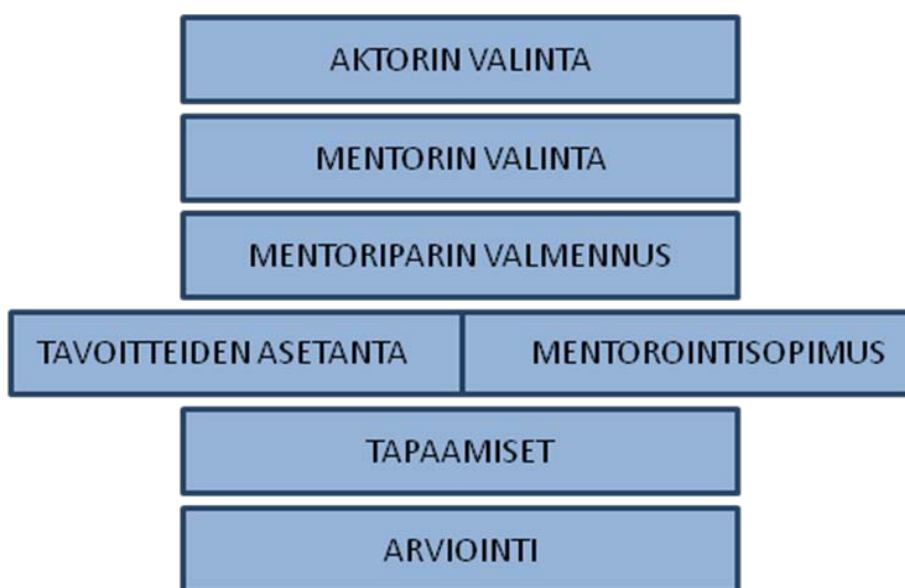 AKTORIN VALINTA
MENTORIN VALINTA
MENTORIPARIN VALMENNUS
TAVOITTEIDEN ASETANTA
MENTOROINTISOPIMUS
TAPAAMISET
ARVIOINTI